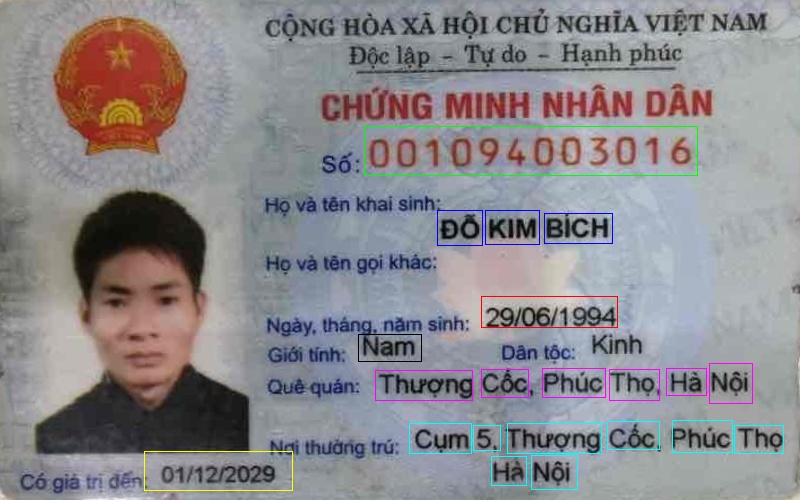 CỘNG HÒA XÃ HỘI CHỦ NGHĨA VIỆT NAM
Độc lập - Tự do - Hạnh phúc
CHỨNG MINH NHÂN DÂN
Số: 001094003016
Họ và tên khai sinh:
ĐỖ KIM BÍCH
Họ và tên gọi khác:
Ngày, tháng, năm sinh: 29/06/1994
Giới tính: Nam Dân tộc: Kinh
Quê quán: Thượng Cốc, Phúc Thọ, Hà Nội
Nơi thường trú: Cụm 5, Thượng Cốc, Phúc Thọ
Hà Nội
Có giá trị đến: 01/12/2029